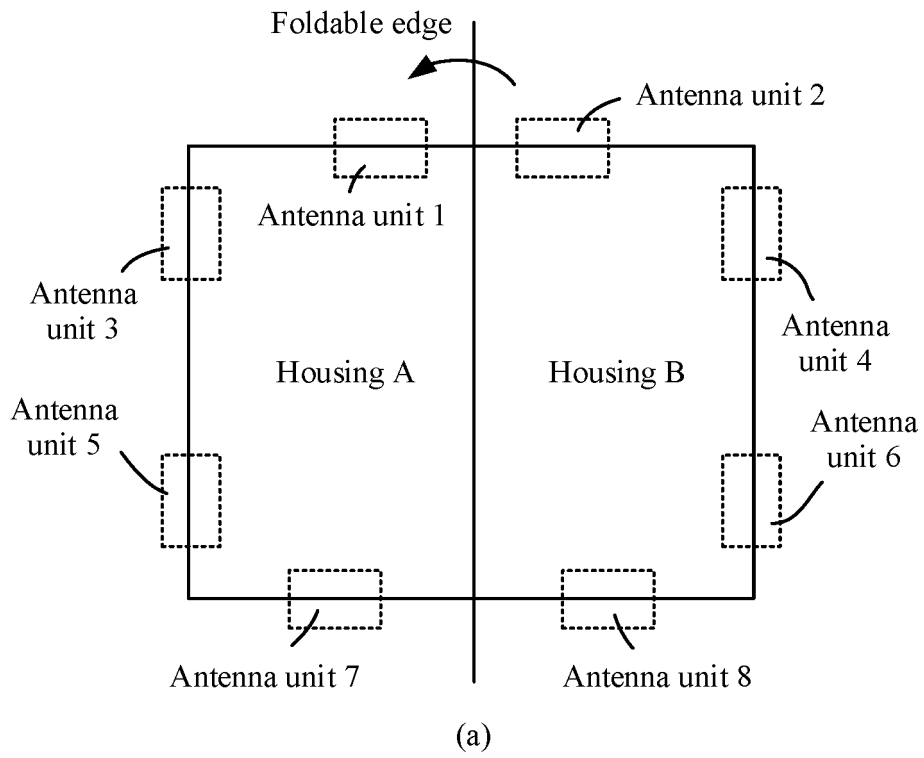 Foldable edge
Antenna unit 2
Antenna unit 1
Antenna
unit 3
Antenna
unit 4
Housing A
Housing B
Antenna
unit 5
Antenna
unit 6
Antenna unit 7
Antenna unit 8
(a)